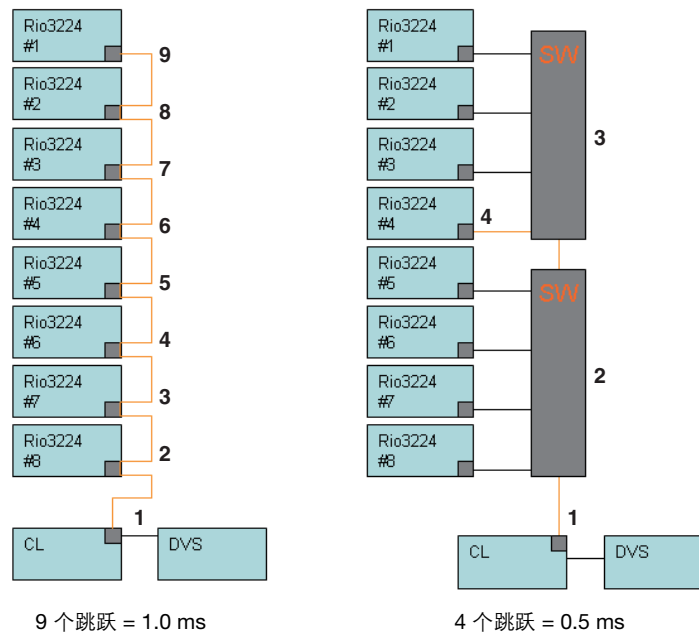 Rio3224
#1
9
Rio3224
#2
8
Rio3224
#3
7
Rio3224
#4
6
Rio3224
#5
5
Rio3224
#6
4
Rio3224
#7
3
Rio3224
#8
2
1
CL
DVS
9 个跳跃 = 1.0 ms
Rio3224
#1
SW
Rio3224
#2
3
Rio3224
#3
Rio3224
#4
4
Rio3224
#5
SW
Rio3224
#6
2
Rio3224
#7
Rio3224
#8
1
CL
DVS
4 个跳跃 = 0.5 ms